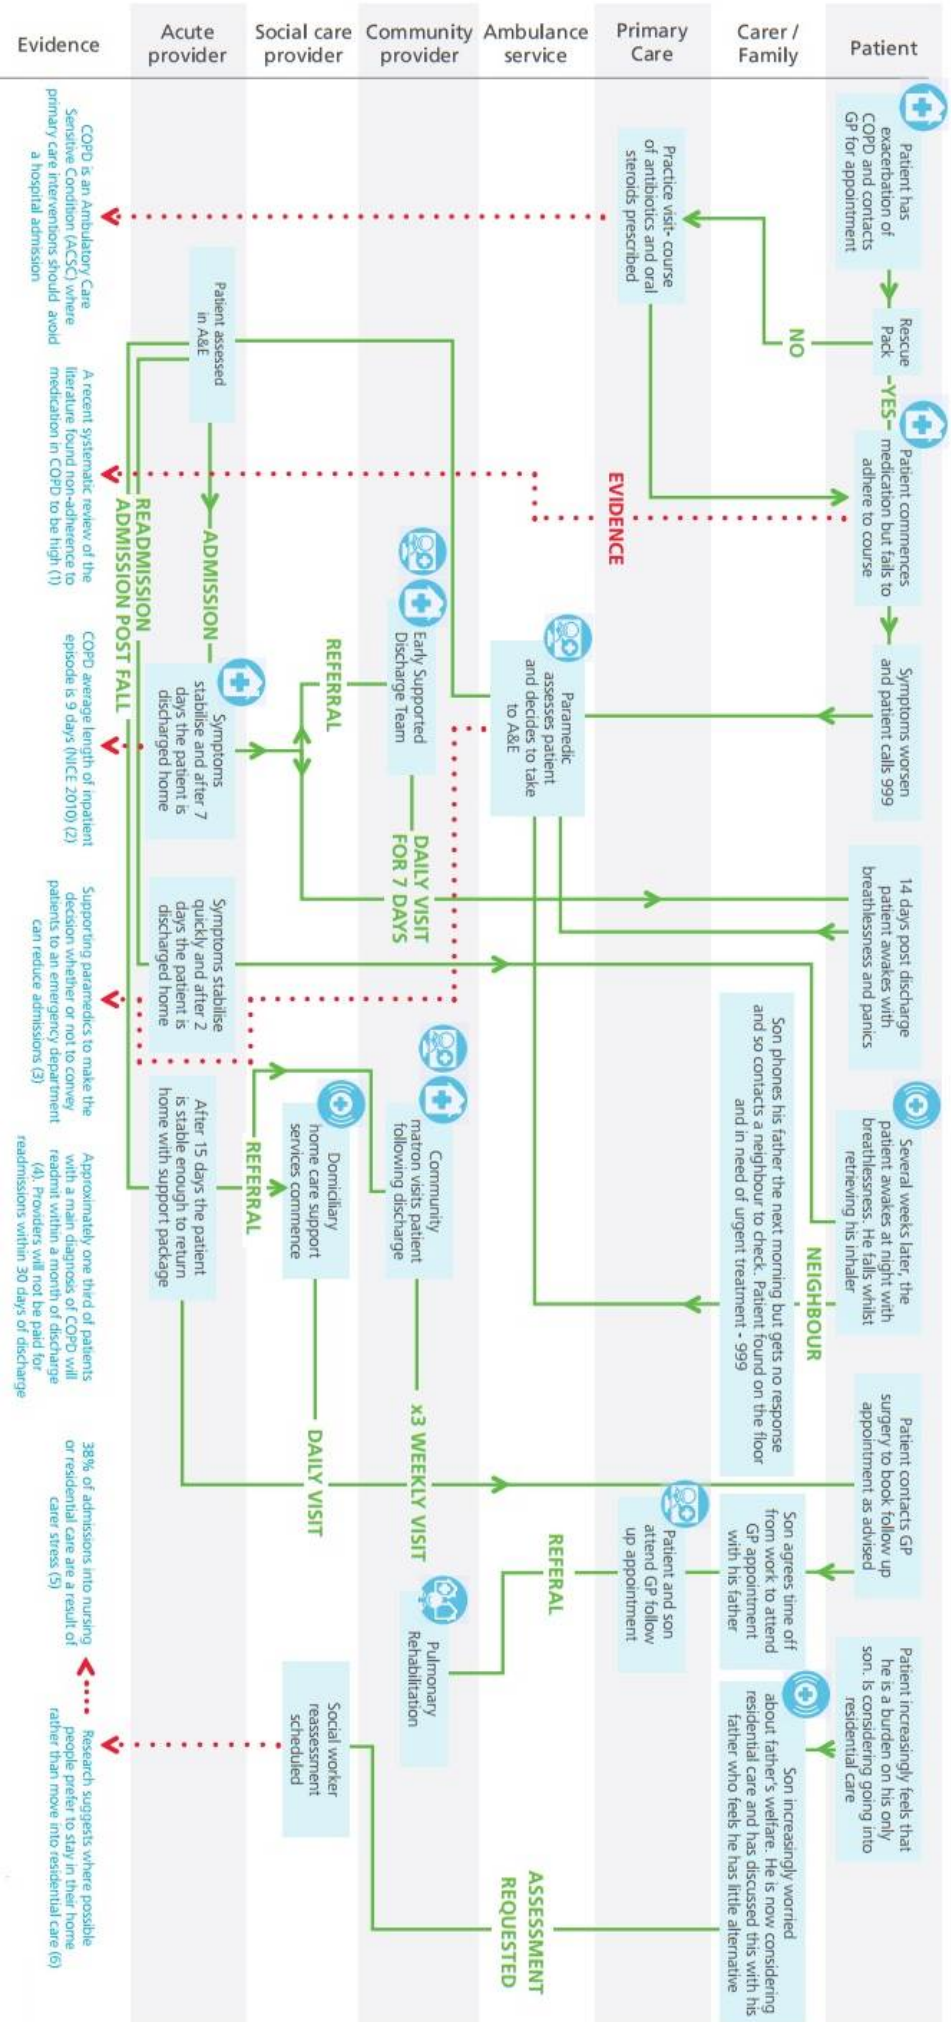 Patient
Patient has
exacerbation of
COPD and contacts
GP for appointment
Rescue
Pack
YES
NO
Patient commences
medication but fails to
adhere to course
Symptoms worsen
and patient calls 999
14 days post discharge
patient awakes with
breathlessness and panics
Several weeks later, the
patient awakes at night with
breathlessness. He falls whilst
retrieving his inhaler
Patient contacts GP
surgery to book follow up
appointment as advised
Patient increasingly feels that
he is a burden on his only
son. Is considering going into
residential care
Carer /
Family
NEIGHBOUR
Son phones his father the next morning but gets no response
and so contacts a neighbour to check. Patient found on the floor
and in need of urgent treatment - 999
Son agrees time off
from work to attend
GP appointment
with his father
Son increasingly worried
about father's welfare. He is now considering
residential care and has discussed this with his
father who feels he has little alternative
Primary
Care
Practice visit- course
of antibiotics and oral
steroids prescribed
EVIDENCE
Patient and son
attend GP follow
up appointment
Ambulance
service
Paramedic
assesses patient
and decides to take
to A&E
REFERAL
ASSESSMENT
REQUESTED
Community
provider
Early Supported
Discharge Team
DAILY VISIT
FOR 7 DAYS
Community
matron visits patient
following discharge
x3 WEEKLY VISIT
Pulmonary
Rehabilitation
Social care
provider
REFERRAL
Domiciliary
home care support
services commence
DAILY VISIT
REFERRAL
Social worker
reassessment
scheduled
Acute
provider
Patient assessed
in A&E
ADMISSION
Symptoms
stabilise and after 7
days the patient is
discharged home
Symptoms stabilise
quickly and after 2
days the patient is
discharged home
After 15 days the patient
is stable enough to return
home with support package
READMISSION
ADMISSION POST FALL
Evidence
COPD is an Ambulatory Care
Sensitive Condition (ACSC) where
primary care interventions should avoid
a hospital admission
A recent systematic review of the
literature found non-adherence to
medication in COPD to be high (1)
COPD average length of inpatient
episode is 9 days (NICE 2010) (2)
Supporting paramedics to make the
decision whether or not to convey
patients to an emergency department
can reduce admissions (3)
Approximately one third of patients
with a main diagnosis of COPD will
readmit within a month of discharge
(4). Providers will not be paid for
readmissions within 30 days of discharge
38% of admissions into nursing
or residential care are a result of
carer stress (5)
Research suggests where possible
people prefer to stay in their home
rather than move into residential care (6)